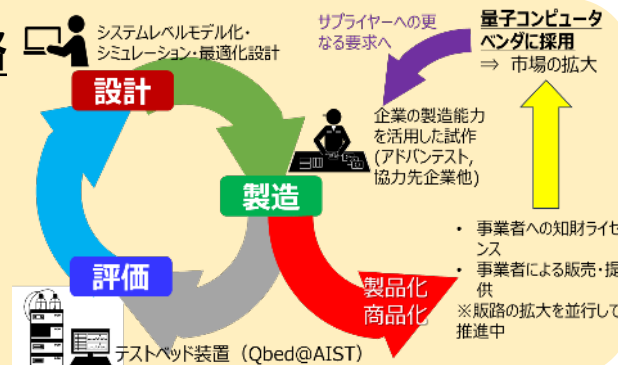 略
システムレベルモデル化・
シミュレーション・最適化設計
設計
サプライヤーへの更
なる要求へ
量子コンピュータ
ベンダに採用
⇒ 市場の拡大
企業の製造能力
を活用した試作
(アドバンテスト,
協力先企業他)
製造
評価
製品化
商品化
• 事業者への知財ライセ
ンス
• 事業者による販売・提
供
※販路の拡大を並行して
推進中
テストベッド装置（Qbed@AIST）